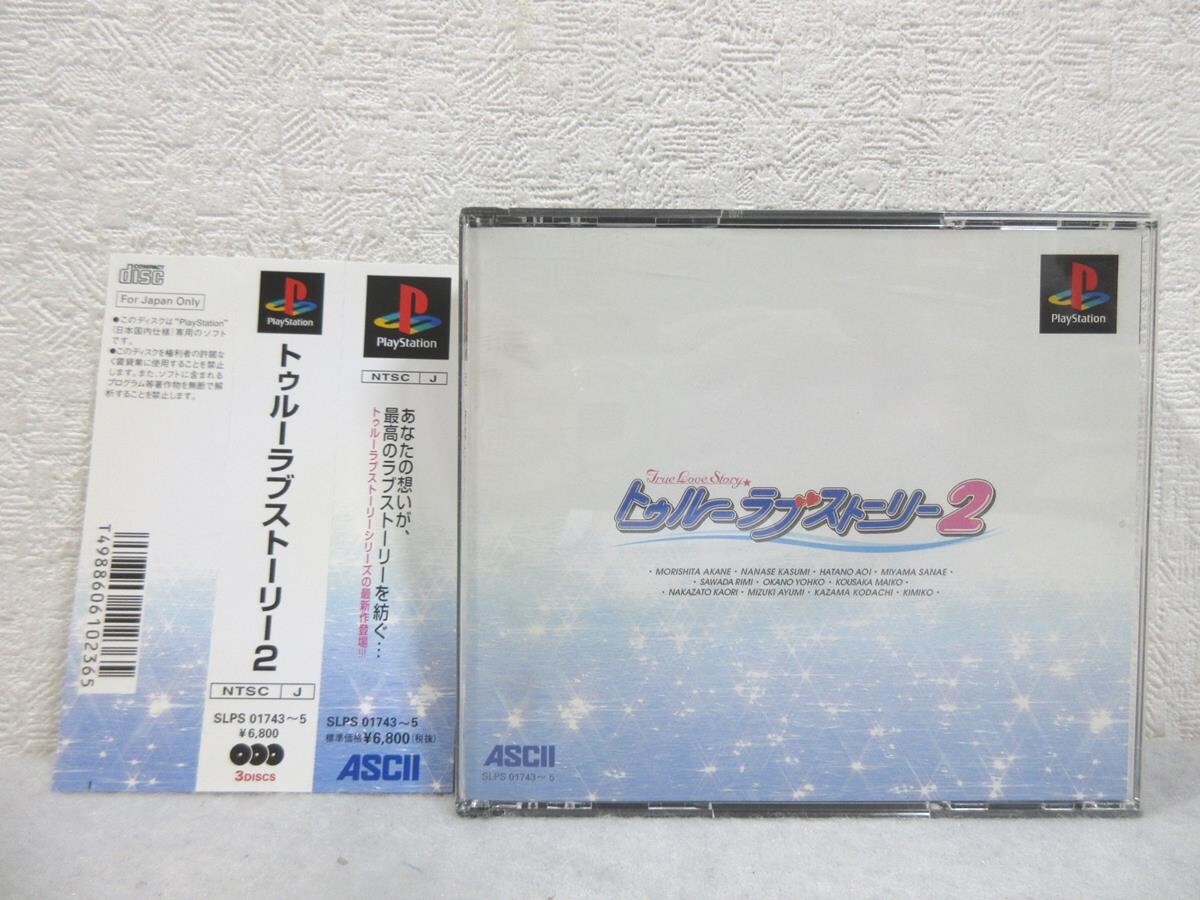 COMPACT
disc
For Japan Only
●このディスクは"PlayStation"
(日本国内仕様)専用のソフト
です。
●このディスクを権利者の許諾な
く賃貸業に使用することを禁止
します。また、ソフトに含まれる
プログラム等著作物を無断で解
析することを禁止します。
T4988606102365
PlayStation
トゥルーラブストーリー2
NTSC J
SLPS 01743～5
¥6,800
3DISCS
PlayStation
NTSC J
あなたの想いが、
最高のラブストーリーを紡ぐ…
トゥルーラブストーリーシリーズの最新作登場!!!
SLPS 01743～5
標準価格¥6,800(税抜)
ASCII
PlayStation
True Love Story
トゥルーラブストーリー2
・MORISHITA AKANE・NANASE KASUMI・HATANO AOI・MIYAMA SANAE・
・SAWADA RIMI・OKANO YOHKO・KOUSAKA MAIKO・
・NAKAZATO KAORI・MIZUKI AYUMI・KAZAMA KODACHI・KIMIKO・
ASCII
SLPS 01743～5